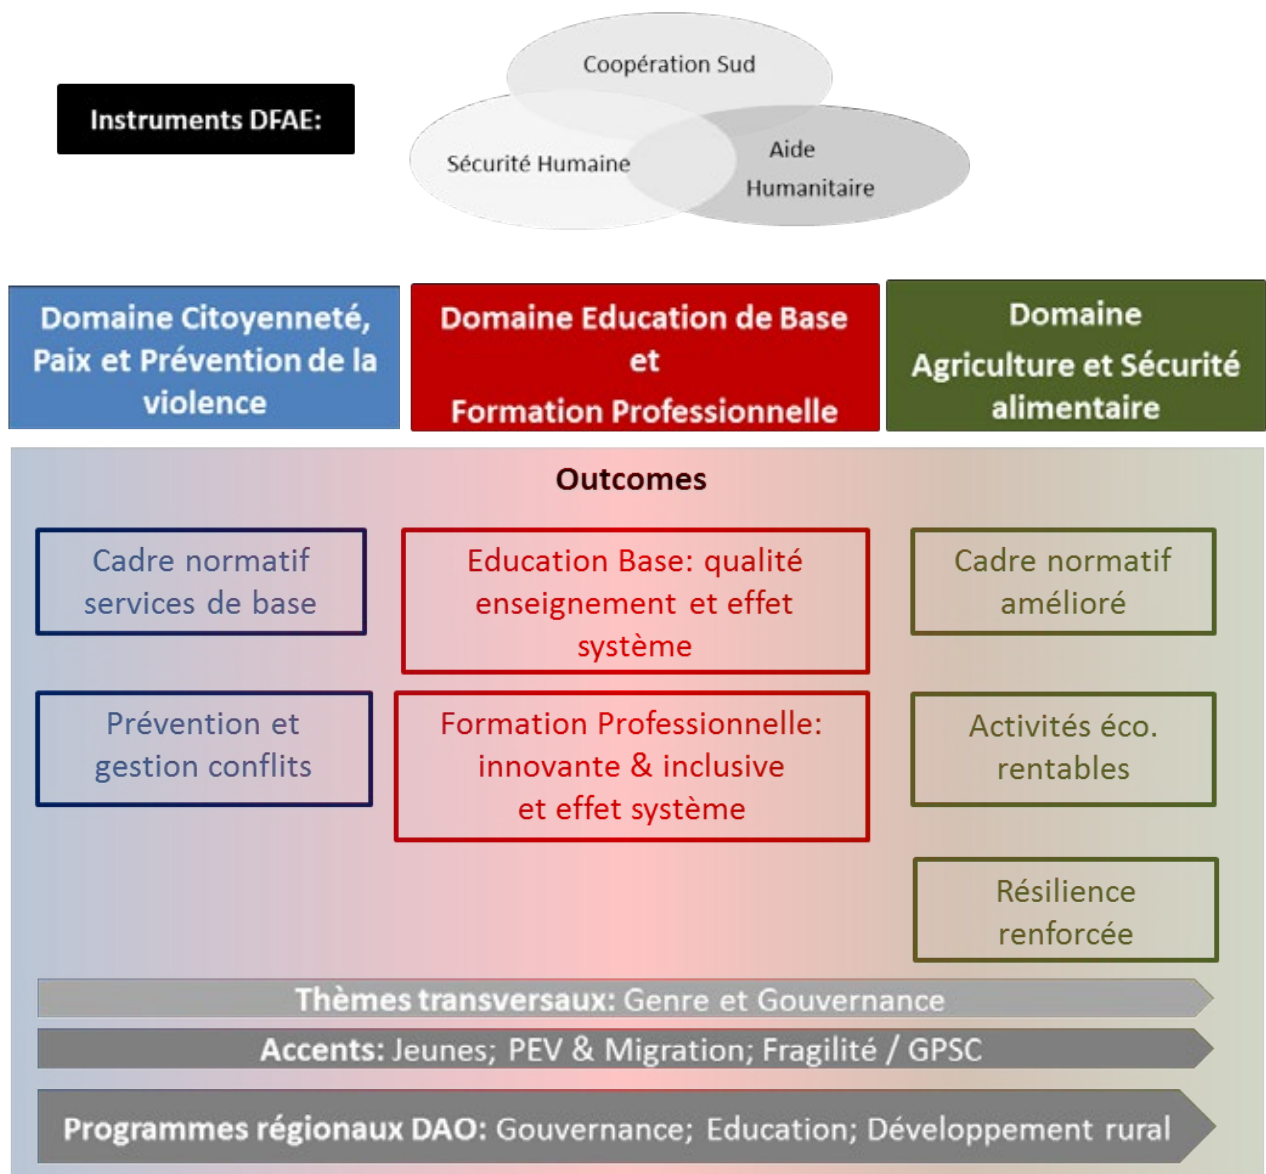 Instruments DFAE:
Coopération Sud
Sécurité Humaine
Aide
Humanitaire
Domaine Citoyenneté,
Paix et Prévention de la
violence
Domaine Education de Base
et
Formation Professionnelle
Domaine
Agriculture et Sécurité
alimentaire
Outcomes
Cadre normatif
services de base
Education Base: qualité
enseignement et effet
système
Cadre normatif
amélioré
Prévention et
gestion conflits
Formation Professionnelle:
innovante & inclusive
et effet système
Activités éco.
rentables
Résilience
renforcée
Thèmes transversaux: Genre et Gouvernance
Accents: Jeunes; PEV & Migration; Fragilité / GPSC
Programmes régionaux DAO: Gouvernance; Education; Développement rural